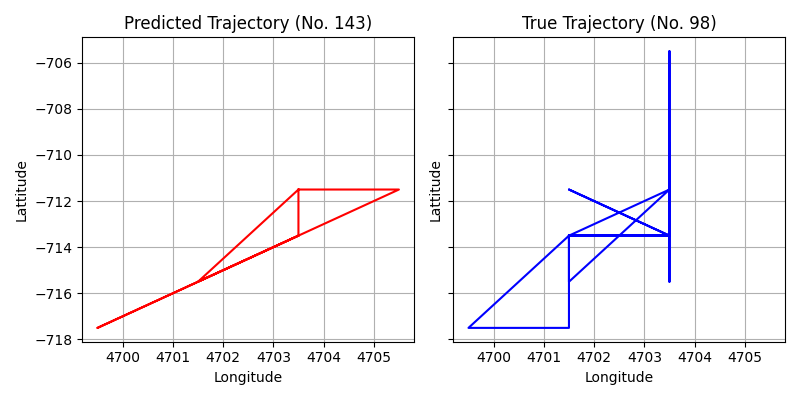 Predicted Trajectory (No. 143)
Lattitude
−706
−708
−710
−712
−714
−716
−718
4700 4701 4702 4703 4704 4705
Longitude
True Trajectory (No. 98)
Lattitude
4700 4701 4702 4703 4704 4705
Longitude